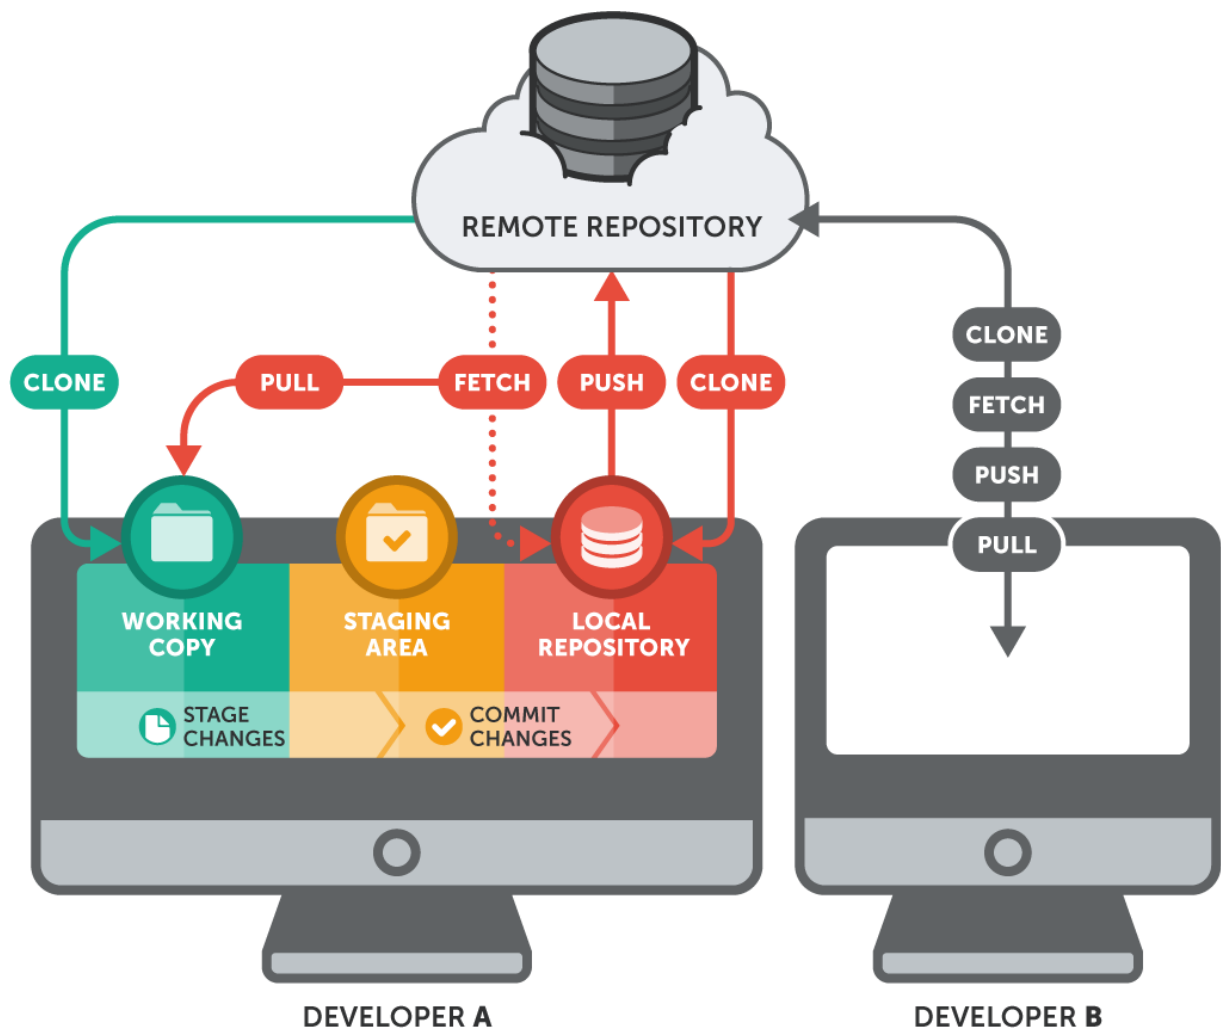 REMOTE REPOSITORY
CLONE
PULL
FETCH
PUSH
CLONE
CLONE
FETCH
PUSH
PULL
WORKING
COPY
STAGING
AREA
LOCAL
REPOSITORY
STAGE
CHANGES
COMMIT
CHANGES
DEVELOPER A
DEVELOPER B